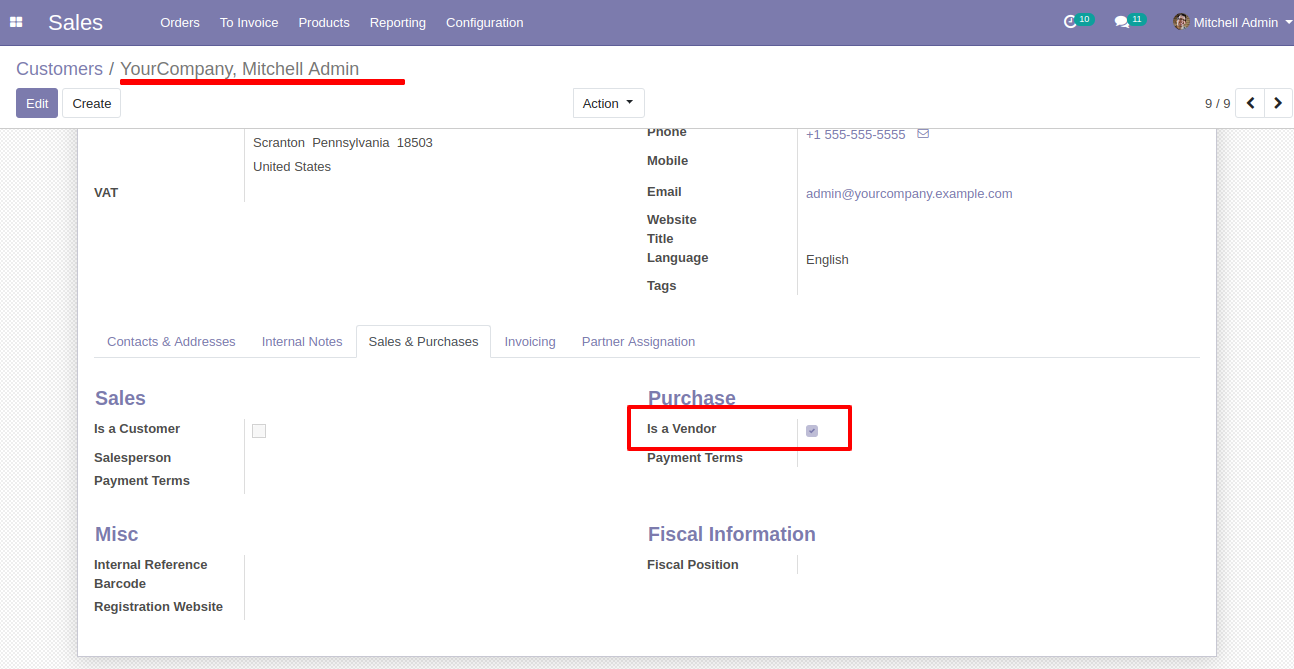 Sales Orders To Invoice Products Reporting Configuration 10 11 Mitchell Admin
Customers / YourCompany, Mitchell Admin
Edit Create Action 9 / 9
Scranton Pennsylvania 18503
United States
VAT
Phone +1 555-555-5555
Mobile
Email admin@yourcompany.example.com
Website
Title
Language English
Tags
Contacts & Addresses Internal Notes Sales & Purchases Invoicing Partner Assignation
Sales Purchase
Is a Customer Is a Vendor
Salesperson Payment Terms
Payment Terms
Misc Fiscal Information
Internal Reference Fiscal Position
Barcode
Registration Website